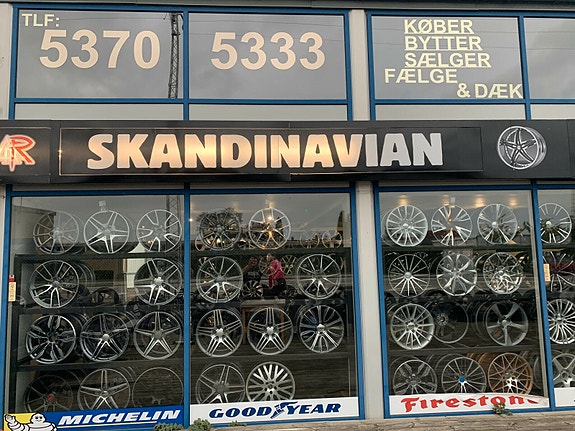 TLF:
5370 5333
KØBER
BYTTER
SÆLGER
FÆLGE
& DÆK
R SKANDINAVIAN
MICHELIN GOODYEAR Firestone